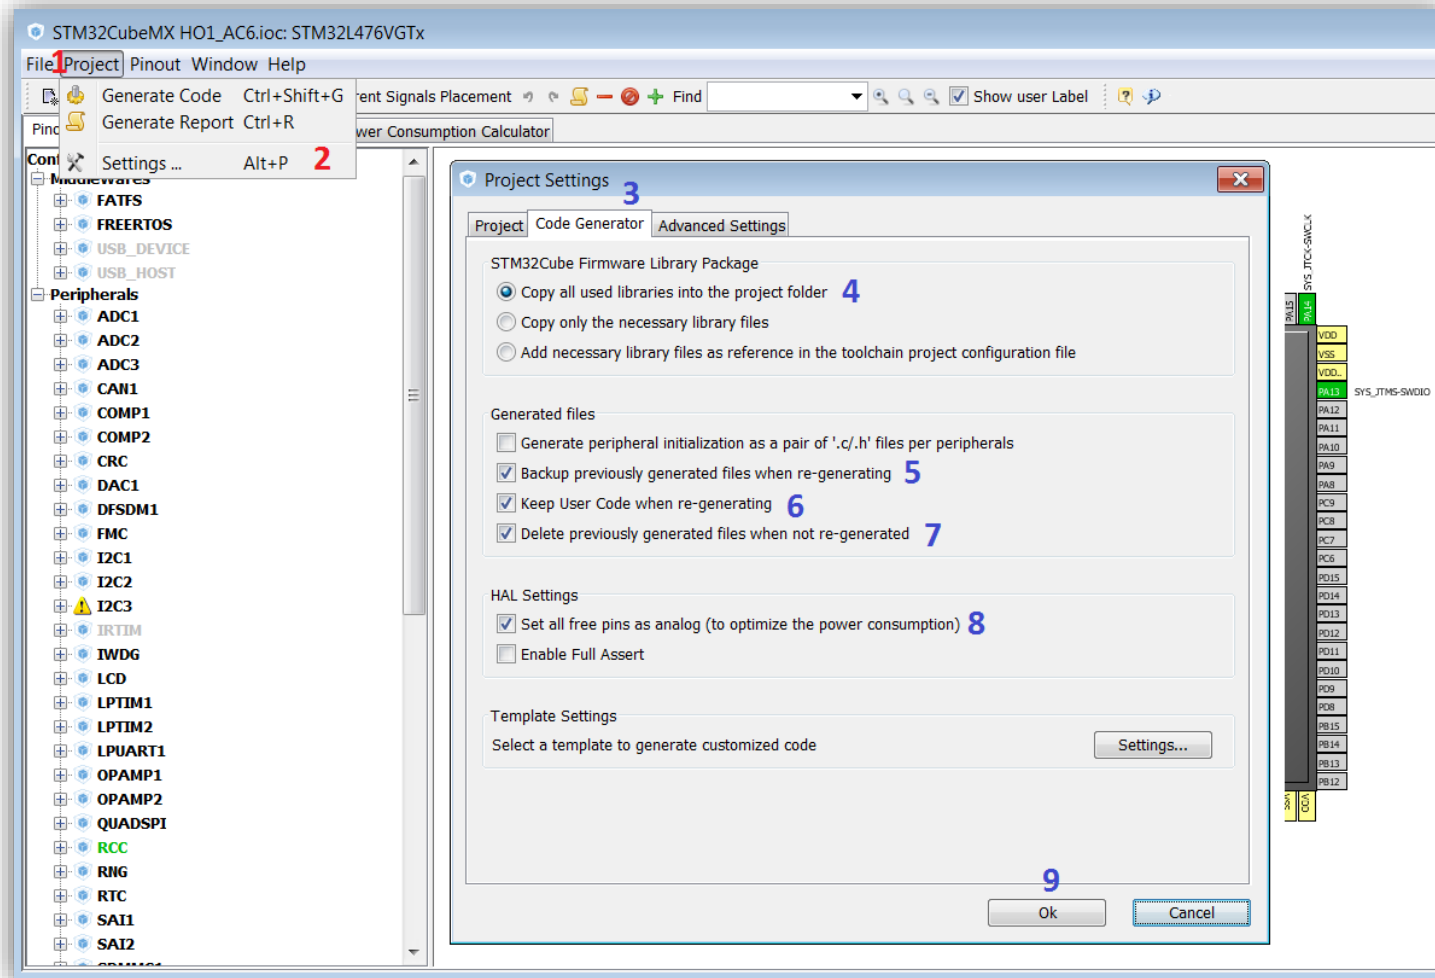 STM32CubeMX HO1_AC6.ioc: STM32L476VGTx
File 1 Project Pinout Window Help
Generate Code Ctrl+Shift+G
rent Signals Placement
Find
Show user Label
Generate Report Ctrl+R
Pinc
wer Consumption Calculator
Settings ... Alt+P 2
Conf
MiddleWares
FATFS
FREERTOS
USB_DEVICE
USB_HOST
Peripherals
ADC1
ADC2
ADC3
CAN1
COMP1
COMP2
CRC
DAC1
DFSDM1
FMC
I2C1
I2C2
I2C3
IRTIM
IWDG
LCD
LPTIM1
LPTIM2
LPUART1
OPAMP1
OPAMP2
QUADSPI
RCC
RNG
RTC
SAI1
SAI2
Project Settings 3
Project Code Generator Advanced Settings
STM32Cube Firmware Library Package
Copy all used libraries into the project folder 4
Copy only the necessary library files
Add necessary library files as reference in the toolchain project configuration file
Generated files
Generate peripheral initialization as a pair of '.c/.h' files per peripherals
Backup previously generated files when re-generating 5
Keep User Code when re-generating 6
Delete previously generated files when not re-generated 7
HAL Settings
Set all free pins as analog (to optimize the power consumption) 8
Enable Full Assert
Template Settings
Select a template to generate customized code Settings...
9
Ok Cancel
SYS_JTCK-SWCLK
PA15
PA14
VDD
VSS
VDD..
PA13 SYS_JTMS-SWDIO
PA12
PA11
PA10
PA9
PA8
PC9
PC8
PC7
PC6
PD15
PD14
PD13
PD12
PD11
PD10
PD9
PD8
PB15
PB14
PB13
PB12
VSS
VDD